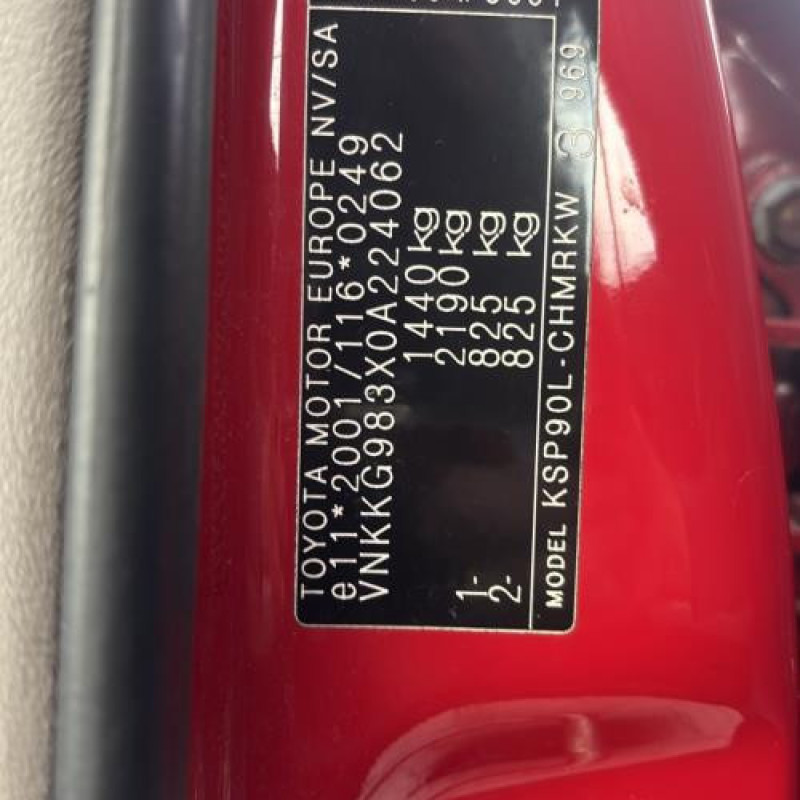 TOYOTA MOTOR EUROPE NV/SA
e11*2001/116*0249
VNKKG983X0A224062
1440 kg
2190 kg
1- 825 kg
2- 825 kg
MODEL KSP90L-CHMRKW 3 969